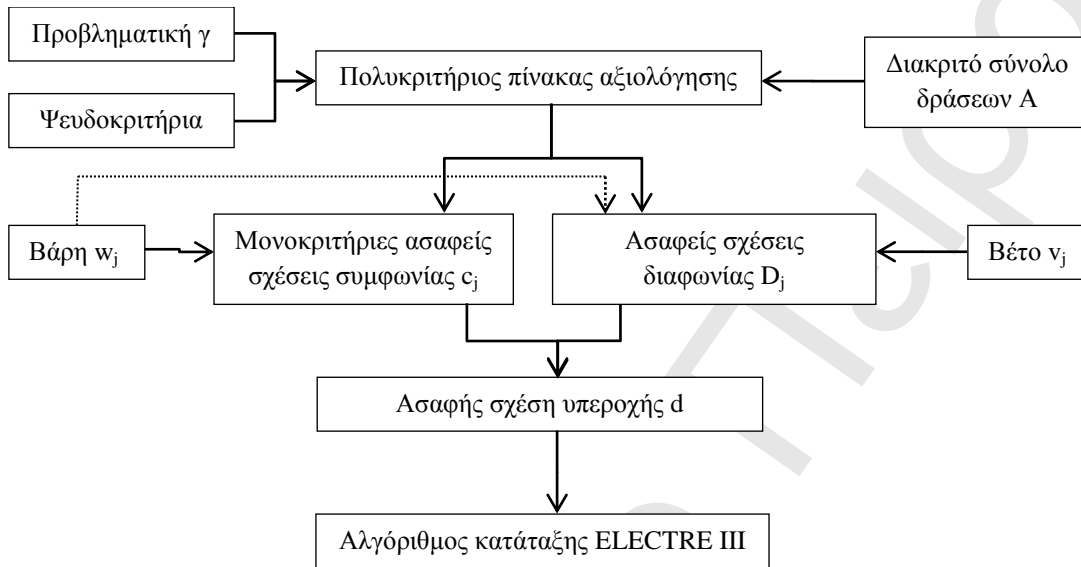 Προβληματική γ
Ψευδοκριτήρια
Πολυκριτήριος πίνακας αξιολόγησης
Διακριτό σύνολο
δράσεων Α
Βάρη wj
Μονοκριτήριες ασαφείς
σχέσεις συμφωνίας cj
Ασαφείς σχέσεις
διαφωνίας Dj
Βέτο vj
Ασαφής σχέση υπεροχής d
Αλγόριθμος κατάταξης ELECTRE III